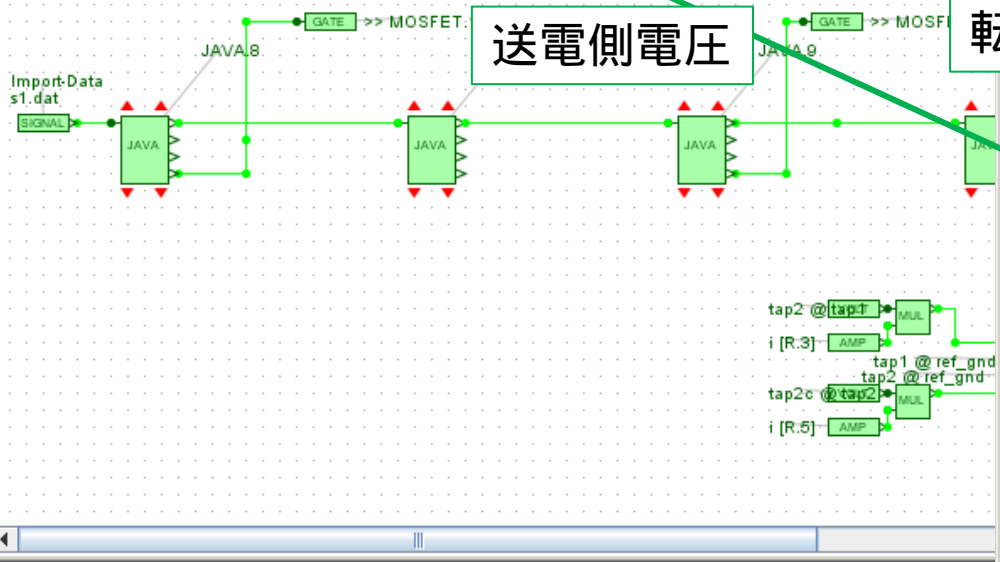 GATE >> MOSFET.
GATE >> MOSF
送電側電圧
JAVA.8
JAVA.9
Import-Data
s1.dat
SIGNAL
JAVA
JAVA
JAVA
tap2 @ tap1
MUL
i [R.3] AMP
tap1 @ ref_gnd
tap2 @ ref_gnd
tap2c @ tap2
MUL
i [R.5] AMP